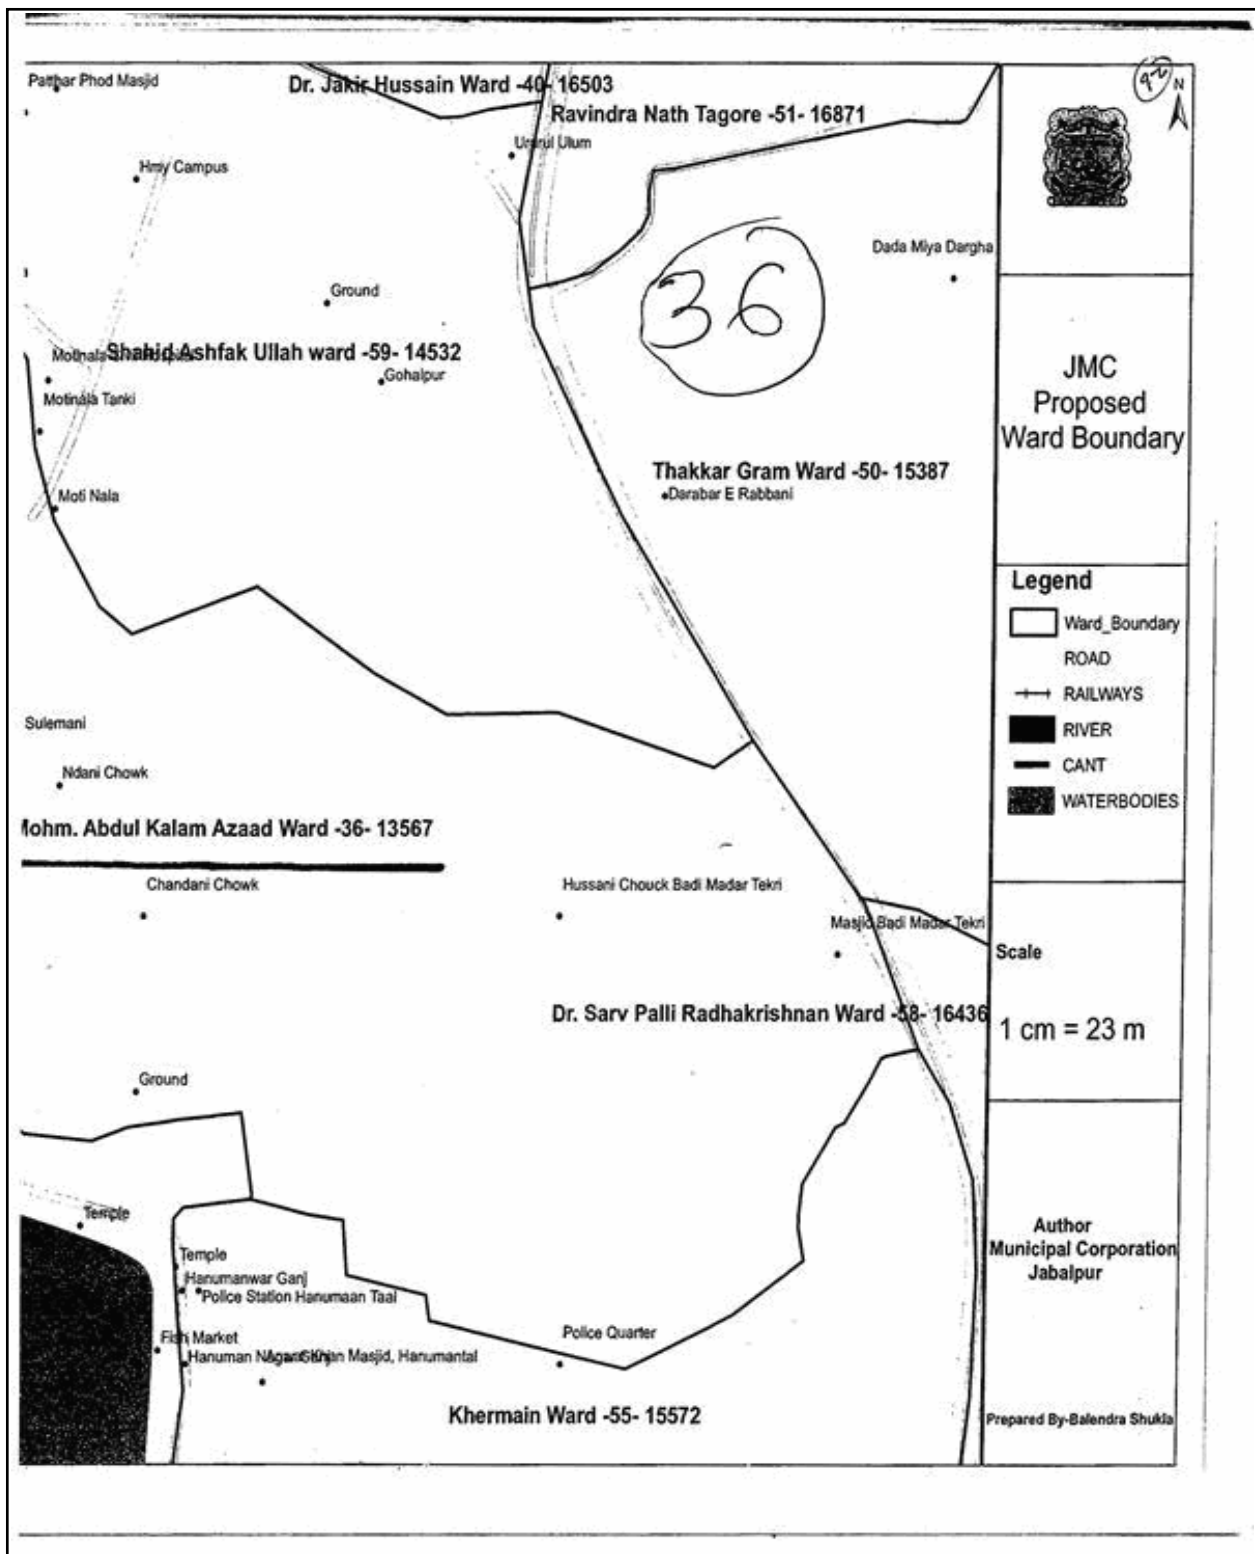 92
N
Patthar Phod Masjid
Dr. Jakir Hussain Ward -40- 16503
Ravindra Nath Tagore -51- 16871
Ulum
Hmy Campus
Dada Miya Dargha
Ground
36
Shahid Ashfak Ullah ward -59- 14532
Gohalpur
Motinala Tanki
JMC
Proposed
Ward Boundary
Thakkar Gram Ward -50- 15387
Darabar E Rabbani
Moti Nala
Legend
Ward_Boundary
ROAD
RAILWAYS
RIVER
CANT
WATERBODIES
Sulemani
Ndani Chowk
Mohm. Abdul Kalam Azaad Ward -36- 13567
Chandani Chowk
Hussani Chouck Badi Madar Tekri
Masjid Badi Madar Tekri
Scale
Dr. Sarv Palli Radhakrishnan Ward -58- 16436
1 cm = 23 m
Ground
Temple
Author
Municipal Corporation
Jabalpur
Temple
Hanumanwar Ganj
Police Station Hanumaan Taal
Fish Market
Police Quarter
Hanuman
Khan Masjid, Hanumantal
Khermain Ward -55- 15572
Prepared By-Balendra Shukla